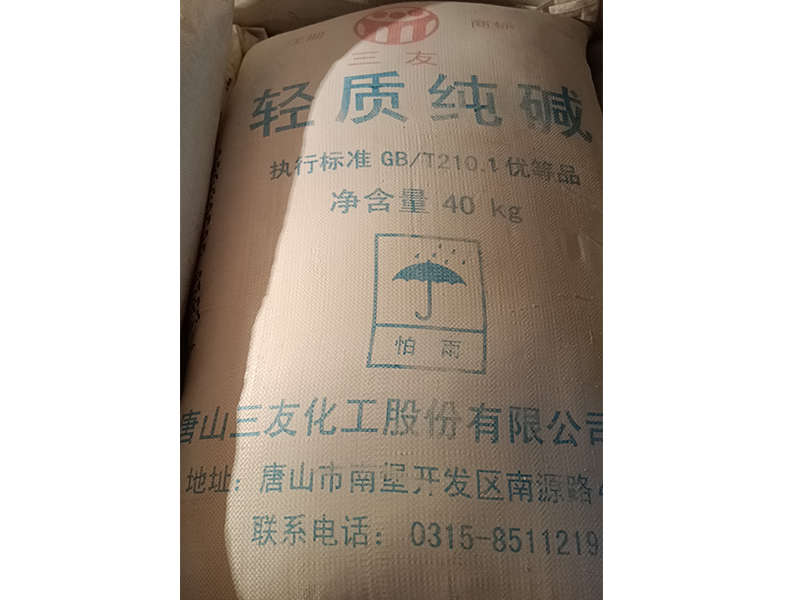 注册 商标
三友
轻质纯碱
执行标准 GB/T210.1 优等品
净含量 40 kg
怕雨
唐山三友化工股份有限公司
地址：唐山市南堡开发区南源路4
联系电话：0315-8511219